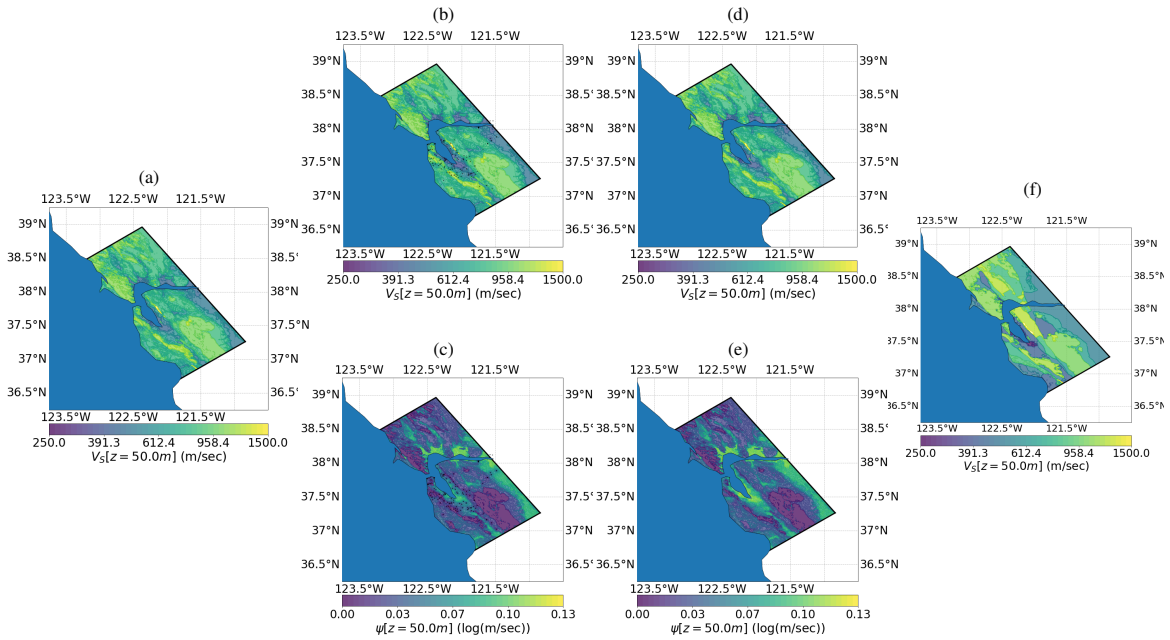 (a)
123.5°W 122.5°W 121.5°W
39°N 39°N
38.5°N 38.5°
38°N 38°N
37.5°N 37.5°N
37°N 37°N
36.5°N 36.5°
123.5°W 122.5°W 121.5°W
250.0 391.3 612.4 958.4 1500.0
V_S[z = 50.0m] (m/sec)
(b)
123.5°W 122.5°W 121.5°W
39°N 39°N
38.5°N 38.5°
38°N 38°N
37.5°N 37.5°
37°N 37°N
36.5°N 36.5°
123.5°W 122.5°W 121.5°W
250.0 391.3 612.4 958.4 1500.0
V_S[z = 50.0m] (m/sec)
(c)
123.5°W 122.5°W 121.5°W
39°N 39°N
38.5°N 38.5°
38°N 38°N
37.5°N 37.5°
37°N 37°N
36.5°N 36.5°
123.5°W 122.5°W 121.5°W
0.00 0.03 0.07 0.10 0.13
ψ[z = 50.0m] (log(m/sec))
(d)
123.5°W 122.5°W 121.5°W
39°N 39°N
38.5°N 38.5°N
38°N 38°N
37.5°N 37.5°N
37°N 37°N
36.5°N 36.5°
123.5°W 122.5°W 121.5°W
250.0 391.3 612.4 958.4 1500.0
V_S[z = 50.0m] (m/sec)
(e)
123.5°W 122.5°W 121.5°W
39°N 39°N
38.5°N 38.5°N
38°N 38°N
37.5°N 37.5°N
37°N 37°N
36.5°N 36.5°N
123.5°W 122.5°W 121.5°W
0.00 0.03 0.07 0.10 0.13
ψ[z = 50.0m] (log(m/sec))
(f)
123.5°W 122.5°W 121.5°W
39°N 39°N
38.5°N 38.5°N
38°N 38°N
37.5°N 37.5°N
37°N 37°N
36.5°N 36.5°N
123.5°W 122.5°W 121.5°W
250.0 391.3 612.4 958.4 1500.0
V_S[z = 50.0m] (m/sec)